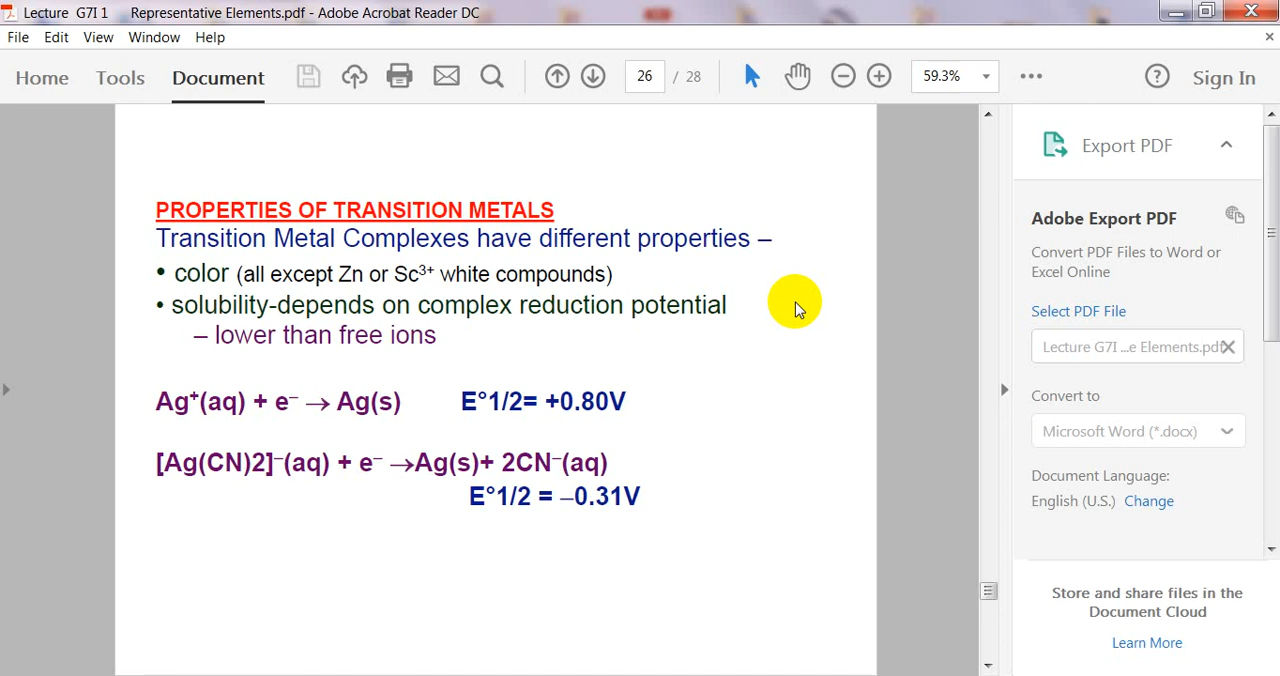 Lecture G7I 1 Representative Elements.pdf - Adobe Acrobat Reader DC
File Edit View Window Help
Home Tools Document 26 / 28 59.3% Sign In
PROPERTIES OF TRANSITION METALS
Transition Metal Complexes have different properties –
• color (all except Zn or Sc³⁺ white compounds)
• solubility-depends on complex reduction potential
– lower than free ions
Ag⁺(aq) + e⁻ → Ag(s) E°1/2= +0.80V
[Ag(CN)2]⁻(aq) + e⁻ →Ag(s)+ 2CN⁻(aq)
E°1/2 = –0.31V
Export PDF
Adobe Export PDF
Convert PDF Files to Word or
Excel Online
Select PDF File
Lecture G7I ...e Elements.pdf
Convert to
Microsoft Word (*.docx)
Document Language:
English (U.S.) Change
Store and share files in the
Document Cloud
Learn More